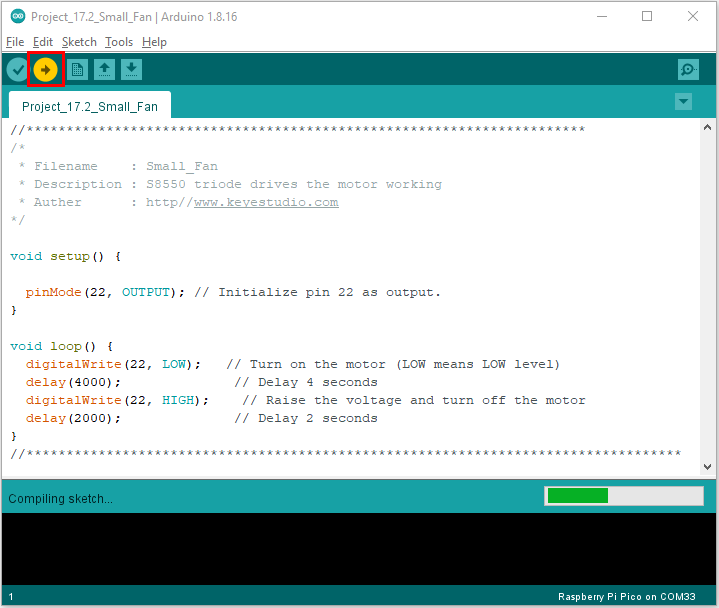 Project_17.2_Small_Fan | Arduino 1.8.16
File Edit Sketch Tools Help
Project_17.2_Small_Fan
//**********************************************************************
/*
 * Filename    : Small_Fan
 * Description : S8550 triode drives the motor working
 * Auther      : http//www.keyestudio.com
*/
void setup() {
  pinMode(22, OUTPUT); // Initialize pin 22 as output.
}
void loop() {
  digitalWrite(22, LOW);   // Turn on the motor (LOW means LOW level)
  delay(4000);              // Delay 4 seconds
  digitalWrite(22, HIGH);    // Raise the voltage and turn off the motor
  delay(2000);              // Delay 2 seconds
}
//**********************************************************************************
Compiling sketch...
1
Raspberry Pi Pico on COM33